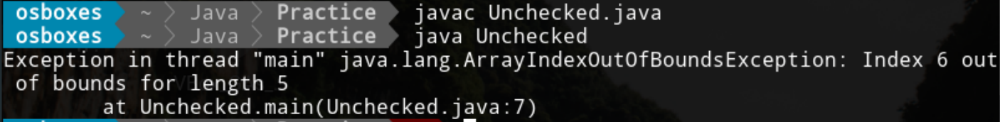 osboxes ~ Java Practice javac Unchecked.java
osboxes ~ Java Practice java Unchecked
Exception in thread "main" java.lang.ArrayIndexOutOfBoundsException: Index 6 out
of bounds for length 5
at Unchecked.main(Unchecked.java:7)